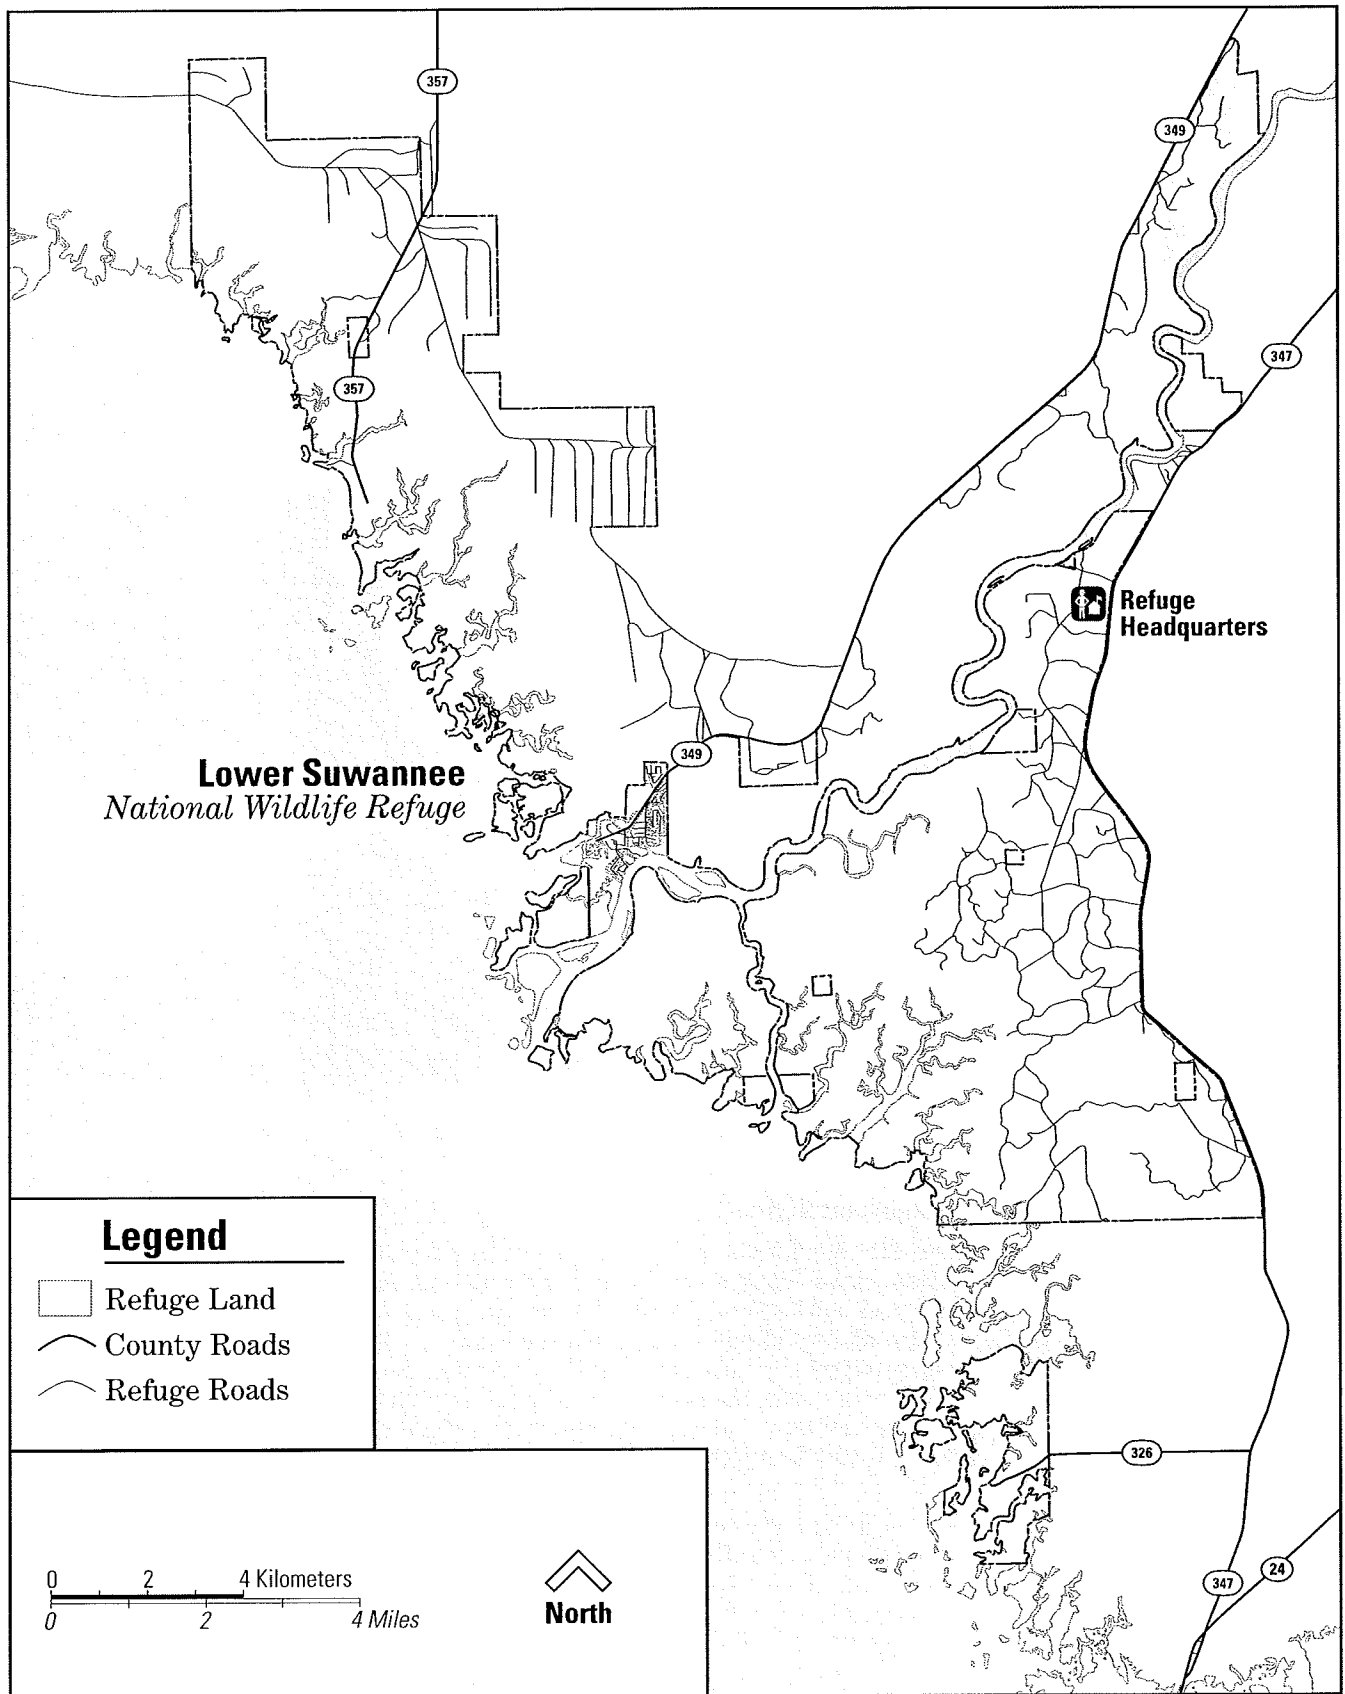 357
349
347
357
Refuge
Headquarters
349
Lower Suwannee
National Wildlife Refuge
Legend
Refuge Land
County Roads
Refuge Roads
326
0 2 4 Kilometers
0 2 4 Miles
North
347
24